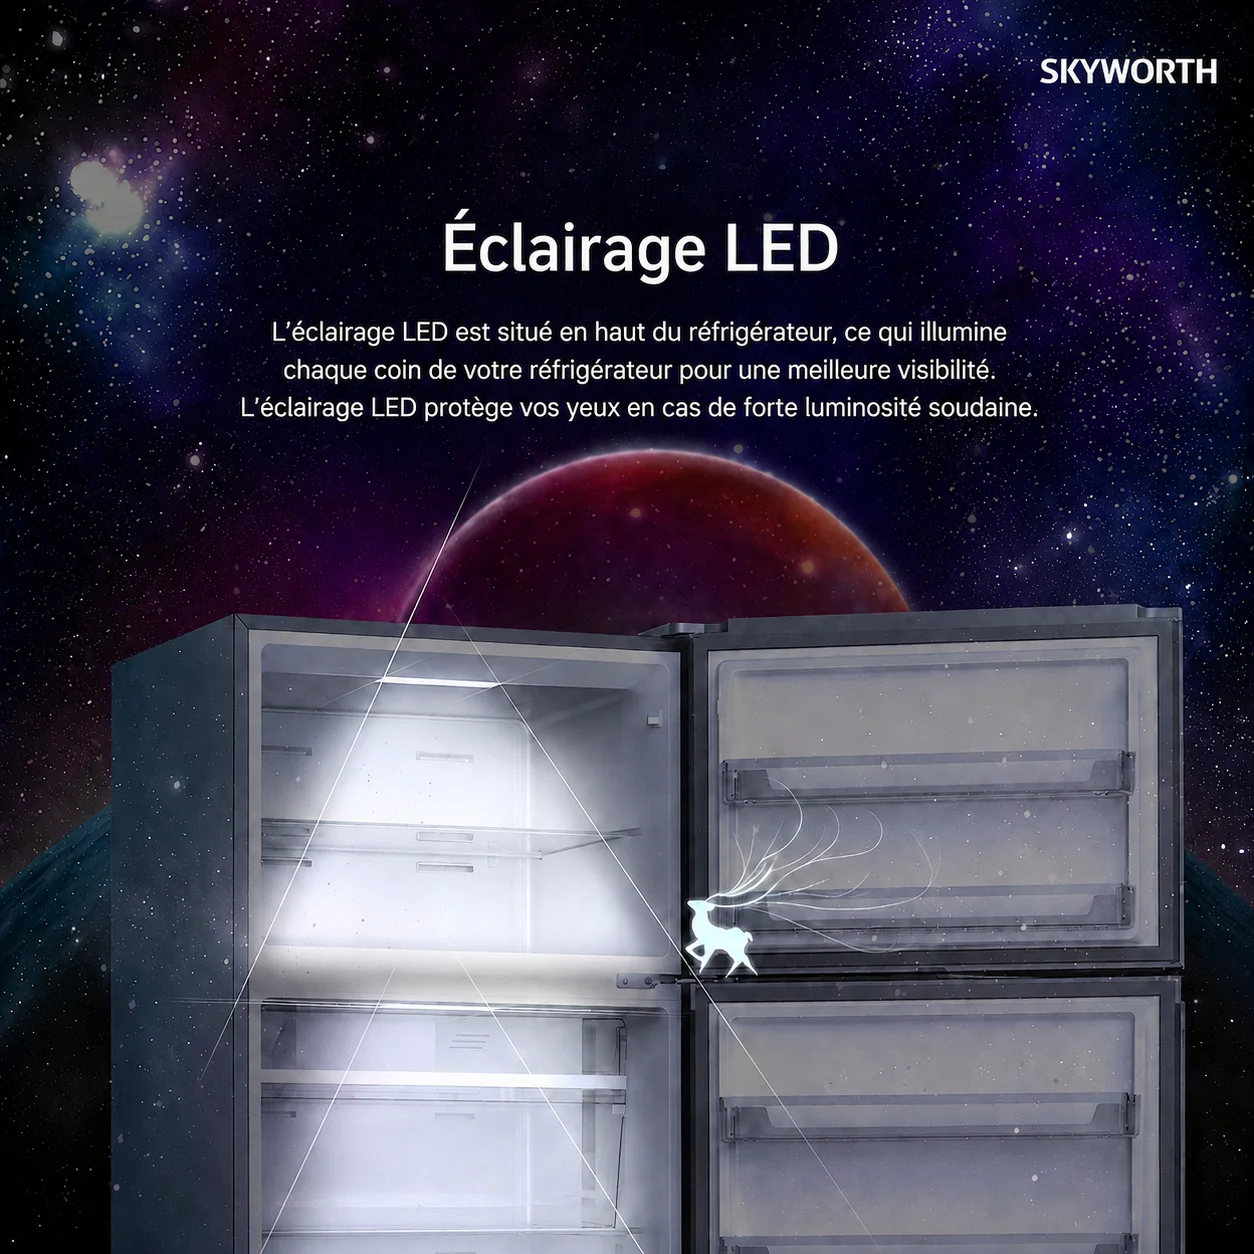 SKYWORTH
Éclairage LED
L’éclairage LED est situé en haut du réfrigérateur, ce qui illumine
chaque coin de votre réfrigérateur pour une meilleure visibilité.
L’éclairage LED protège vos yeux en cas de forte luminosité soudaine.